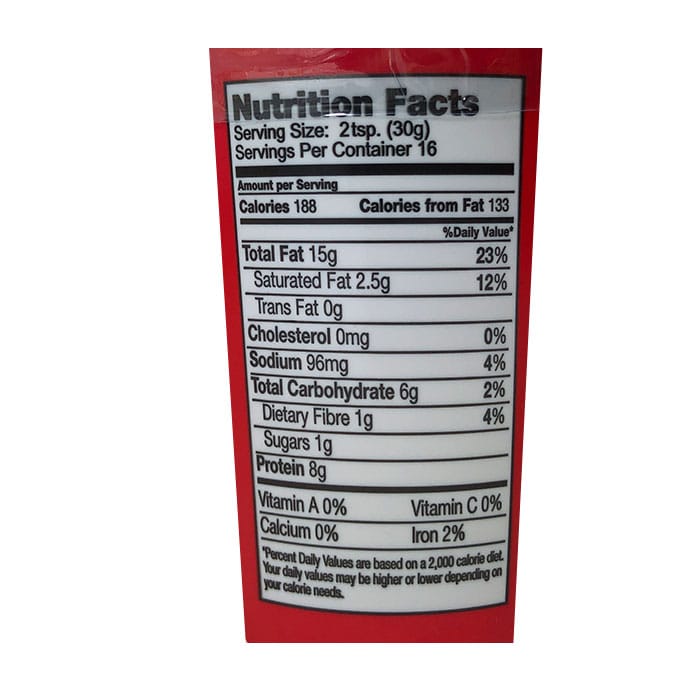 Nutrition Facts
Serving Size: 2tsp. (30g)
Servings Per Container 16
Amount per Serving
Calories 188 Calories from Fat 133
%Daily Value*
Total Fat 15g 23%
Saturated Fat 2.5g 12%
Trans Fat 0g
Cholesterol 0mg 0%
Sodium 96mg 4%
Total Carbohydrate 6g 2%
Dietary Fibre 1g 4%
Sugars 1g
Protein 8g
Vitamin A 0% Vitamin C 0%
Calcium 0% Iron 2%
*Percent Daily Values are based on a 2,000 calorie diet.
Your daily values may be higher or lower depending on
your calorie needs.